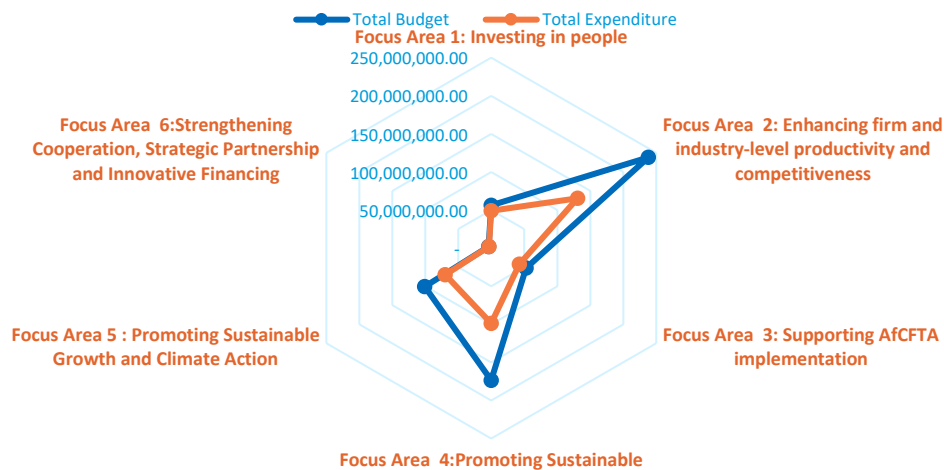 Total Budget
Total Expenditure
Focus Area 1: Investing in people
250,000,000.00
200,000,000.00
150,000,000.00
100,000,000.00
50,000,000.00
-
Focus Area 2: Enhancing firm and
industry-level productivity and
competitiveness
Focus Area 3: Supporting AfCFTA
implementation
Focus Area 4:Promoting Sustainable
Focus Area 5 : Promoting Sustainable
Growth and Climate Action
Focus Area 6:Strengthening
Cooperation, Strategic Partnership
and Innovative Financing